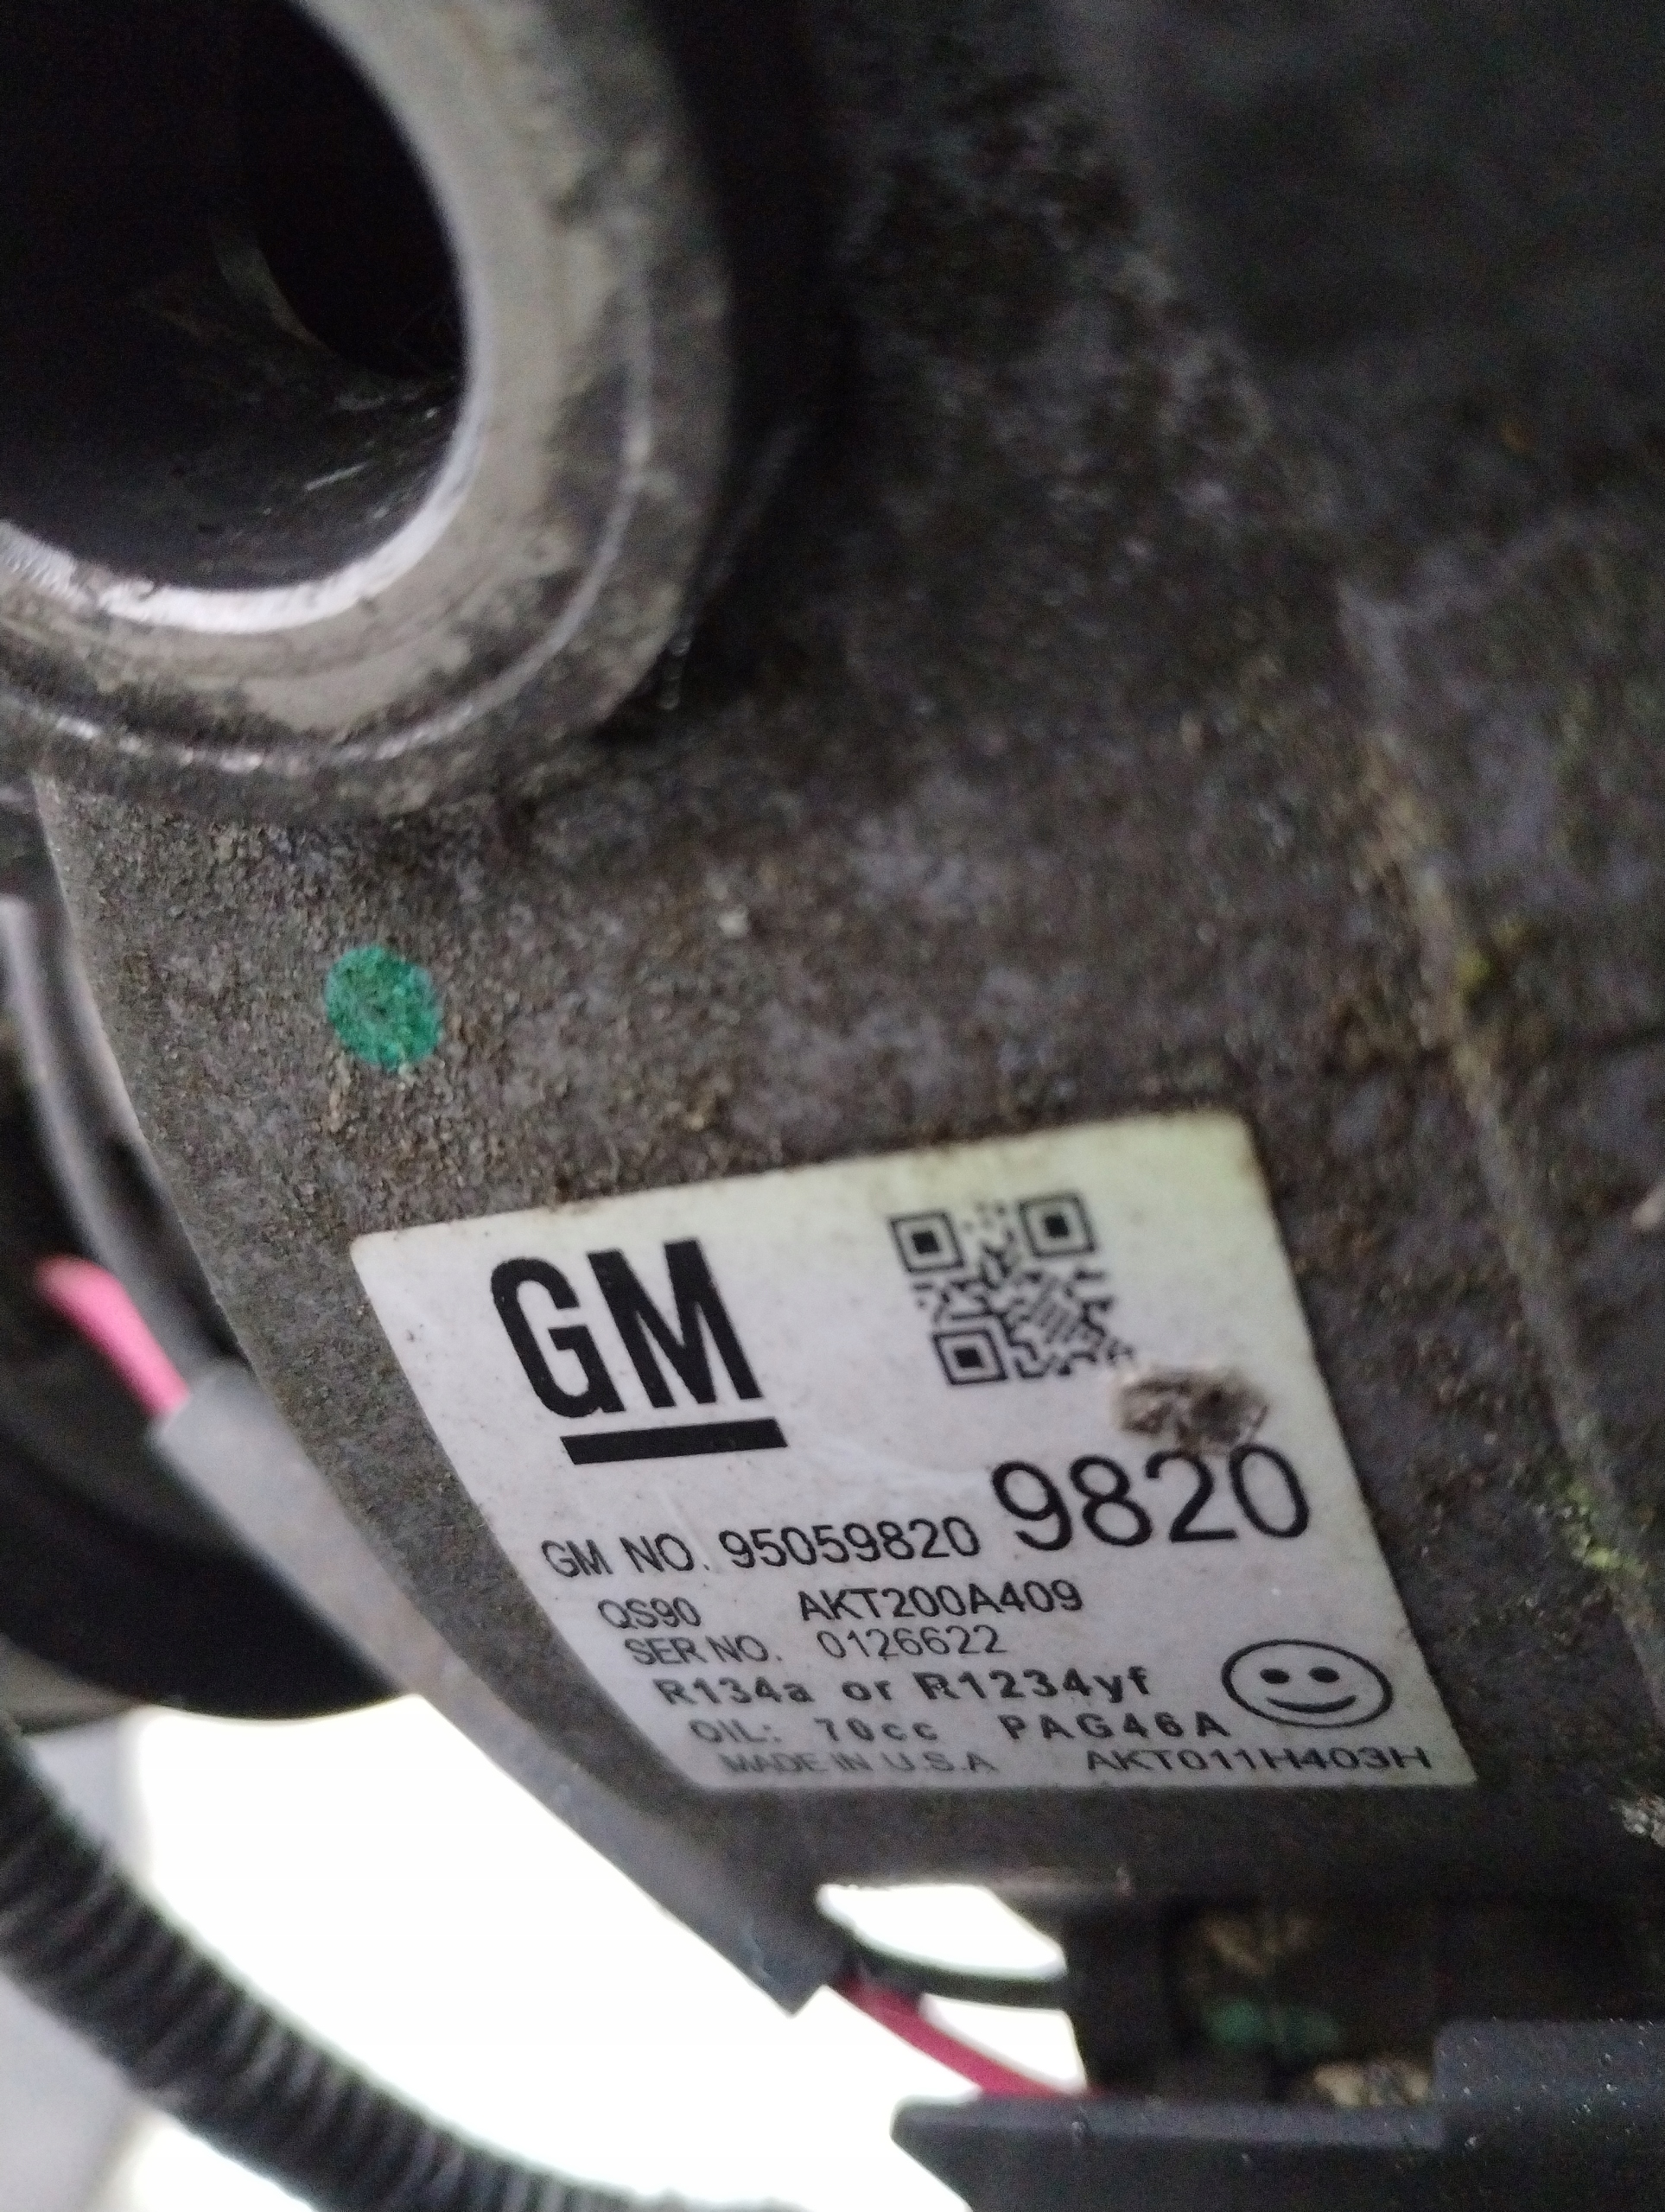 GM
9820
GM NO. 95059820
QS90 AKT200A409
SER NO. 0126622
R134a or R1234yf
OIL: 70cc PAG46A
MADE IN U.S.A AKT011H403H